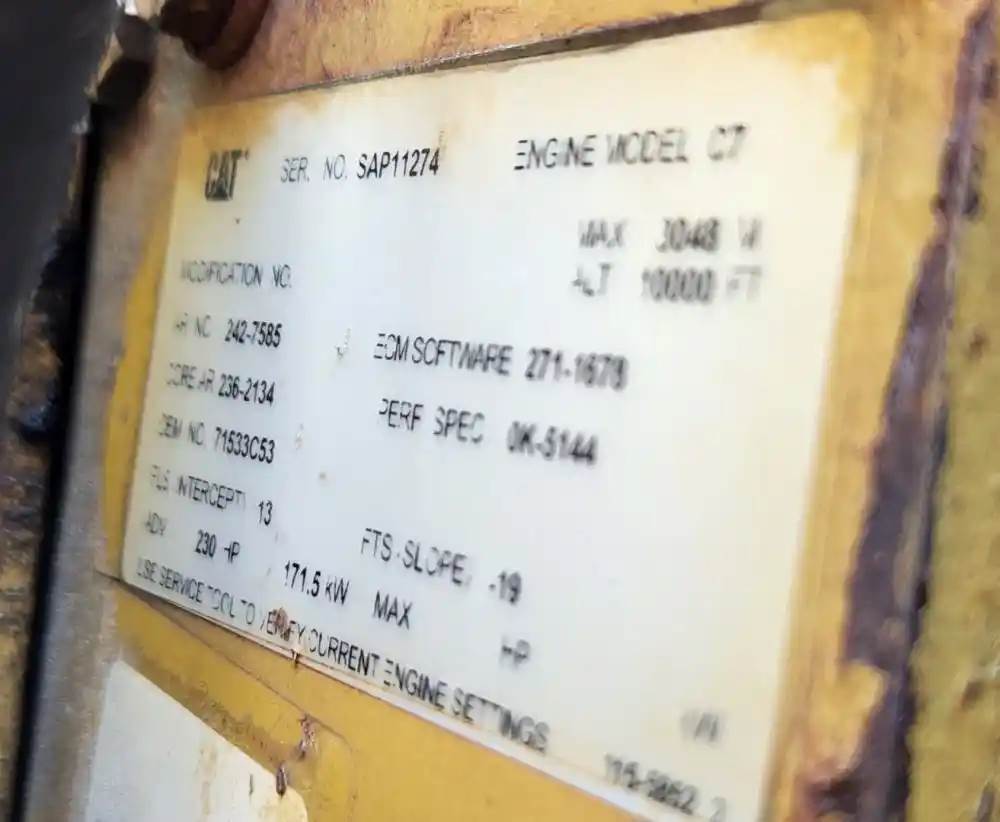 CAT SER. NO. SAP11274 ENGINE MODEL C7
MAX 3048 M
MODIFICATION NO. ALT 10000 FT
AR NO 242-7585 ECM SOFTWARE 271-1678
CORE AR 236-2134 PERF SPEC 0K-5144
OEM NO. 71533C53
FLS (INTERCEPT) 13 FTS (SLOPE) -19
ADV 230 HP 171.5 kW MAX HP kW
USE SERVICE TOOL TO VERIFY CURRENT ENGINE SETTINGS